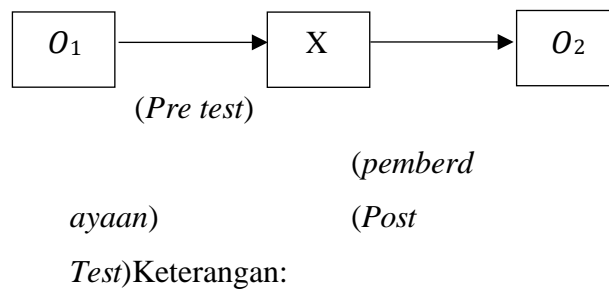 O1 X O2
(Pre test)
(pemberd
ayaan) (Post
Test)Keterangan: